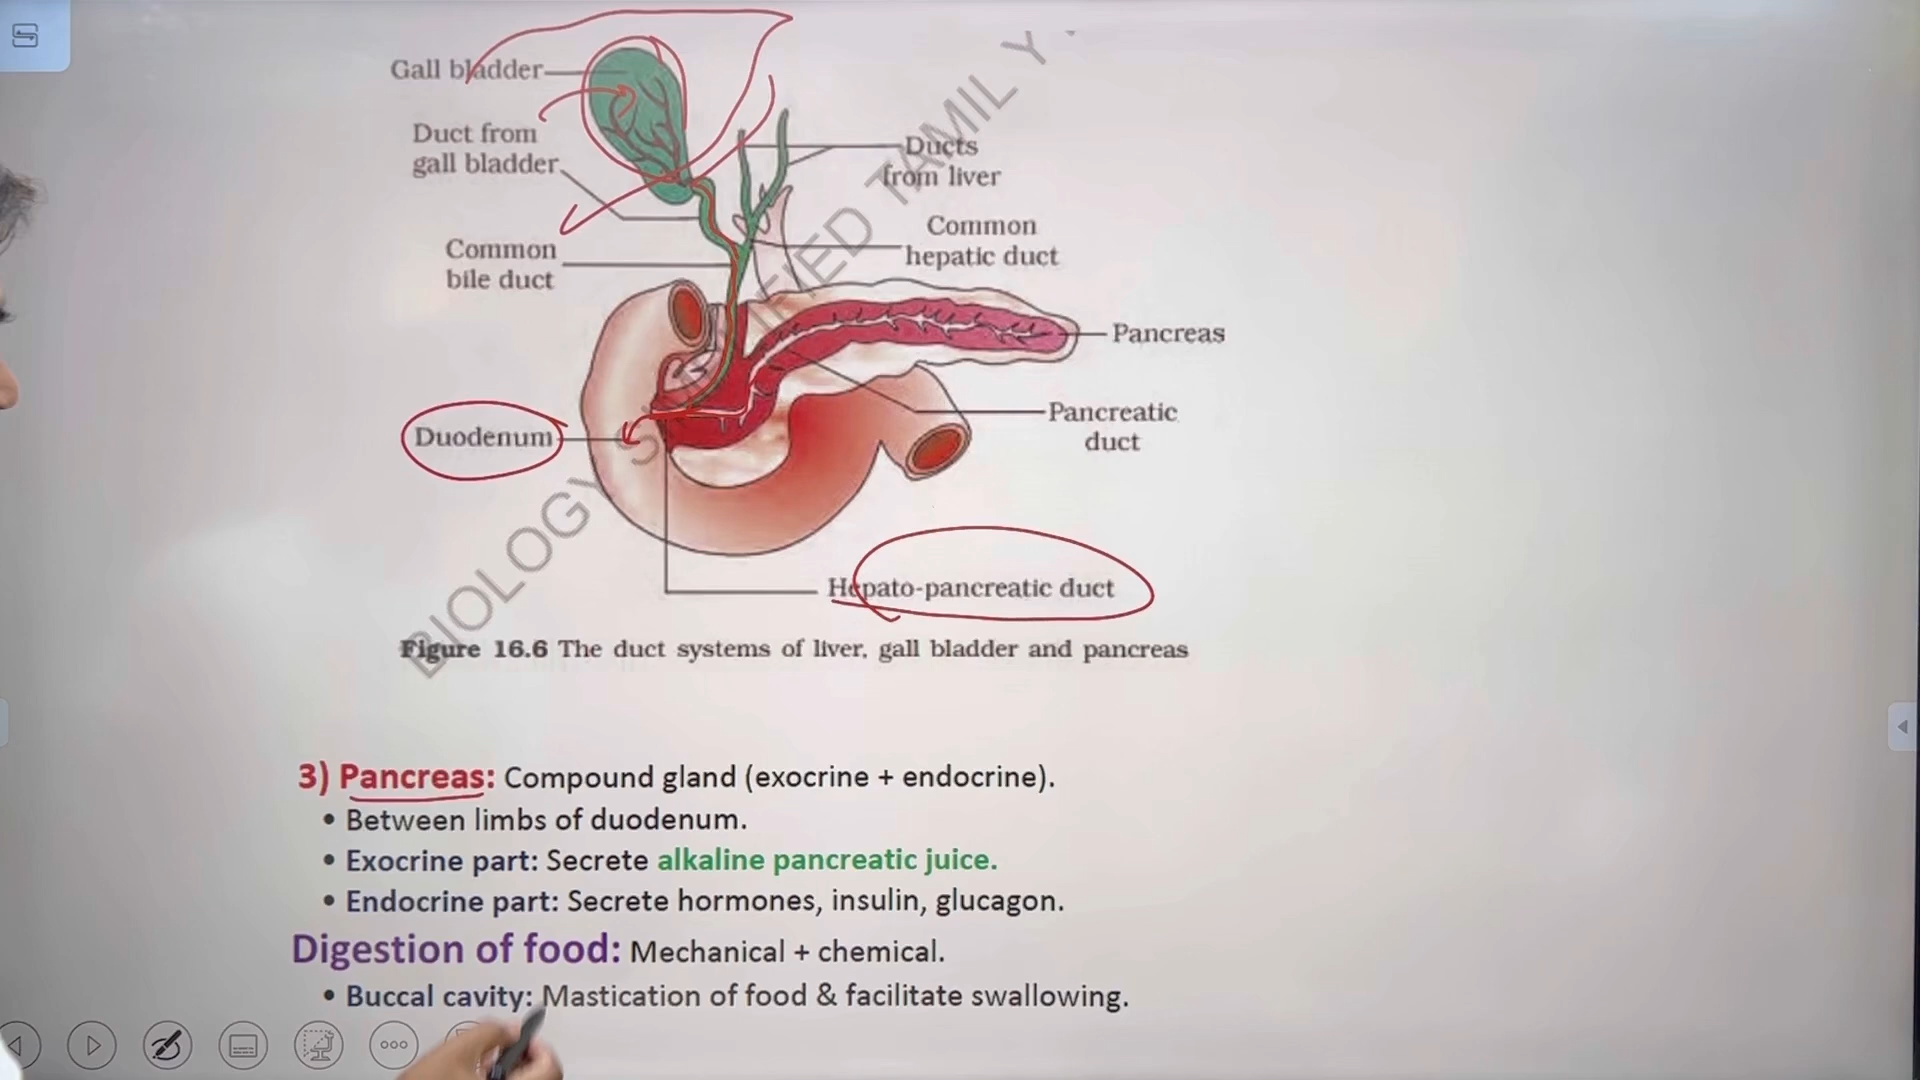 Gall bladder
Duct from
gall bladder
Common
bile duct
Ducts
from liver
Common
hepatic duct
Pancreas
Pancreatic
duct
Duodenum
Hepato-pancreatic duct
Figure 16.6 The duct systems of liver, gall bladder and pancreas
3) Pancreas: Compound gland (exocrine + endocrine).
• Between limbs of duodenum.
• Exocrine part: Secrete alkaline pancreatic juice.
• Endocrine part: Secrete hormones, insulin, glucagon.
Digestion of food: Mechanical + chemical.
• Buccal cavity: Mastication of food & facilitate swallowing.
BIOLOGY TAMIL Y